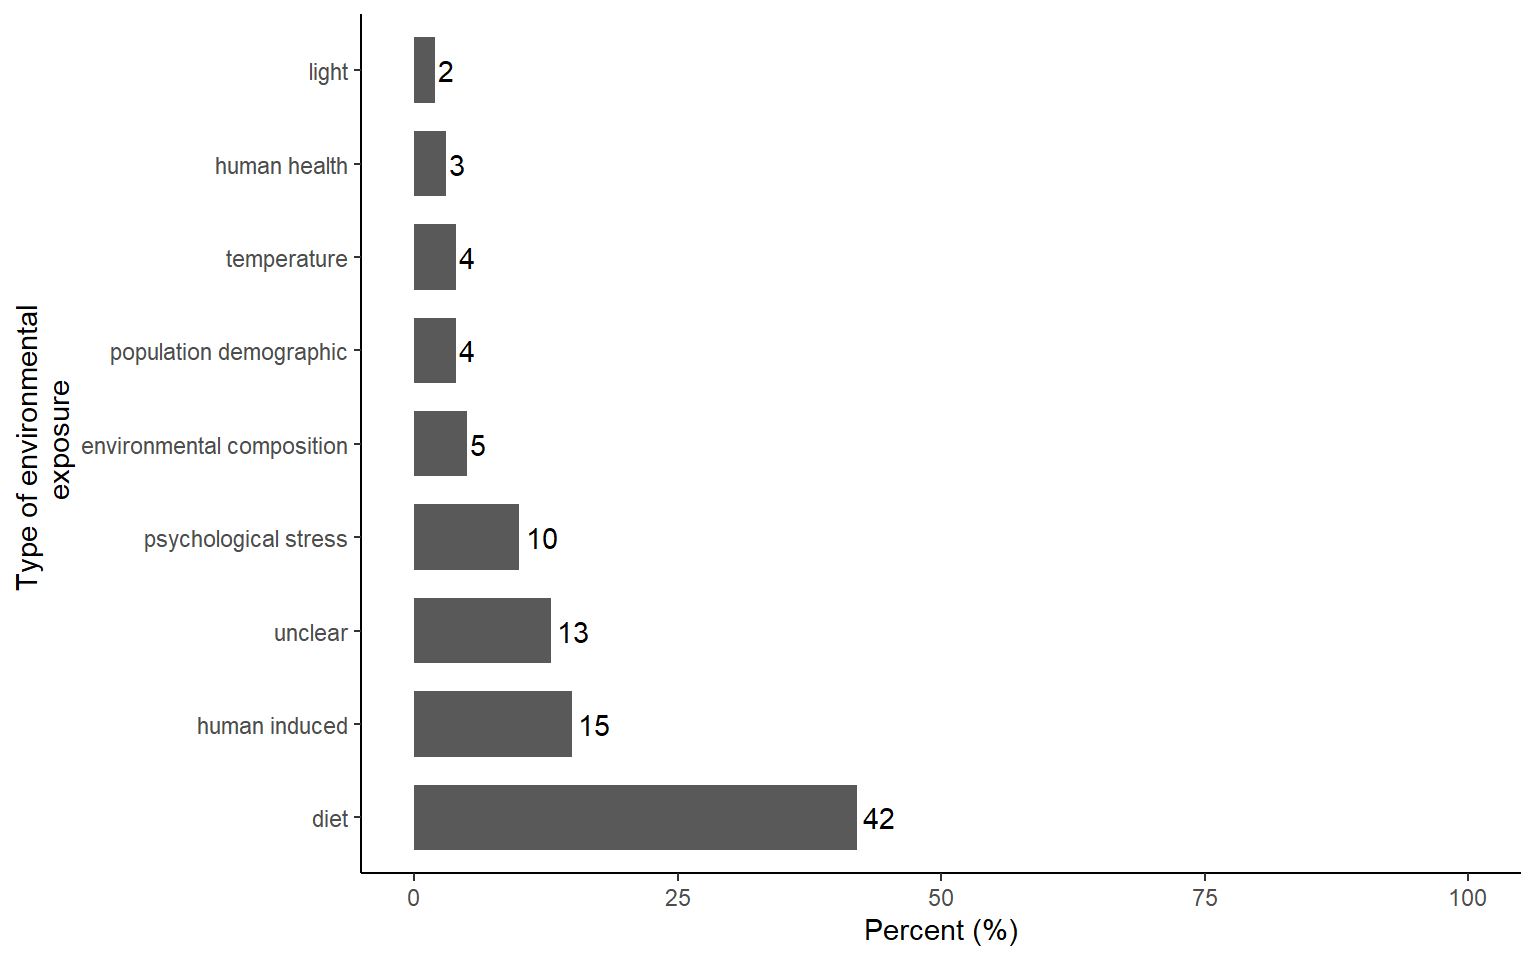 Type of environmental
exposure
light
2
human health
3
temperature
4
population demographic
4
environmental composition
5
psychological stress
10
unclear
13
human induced
15
diet
42
0
25
50
75
100
Percent (%)